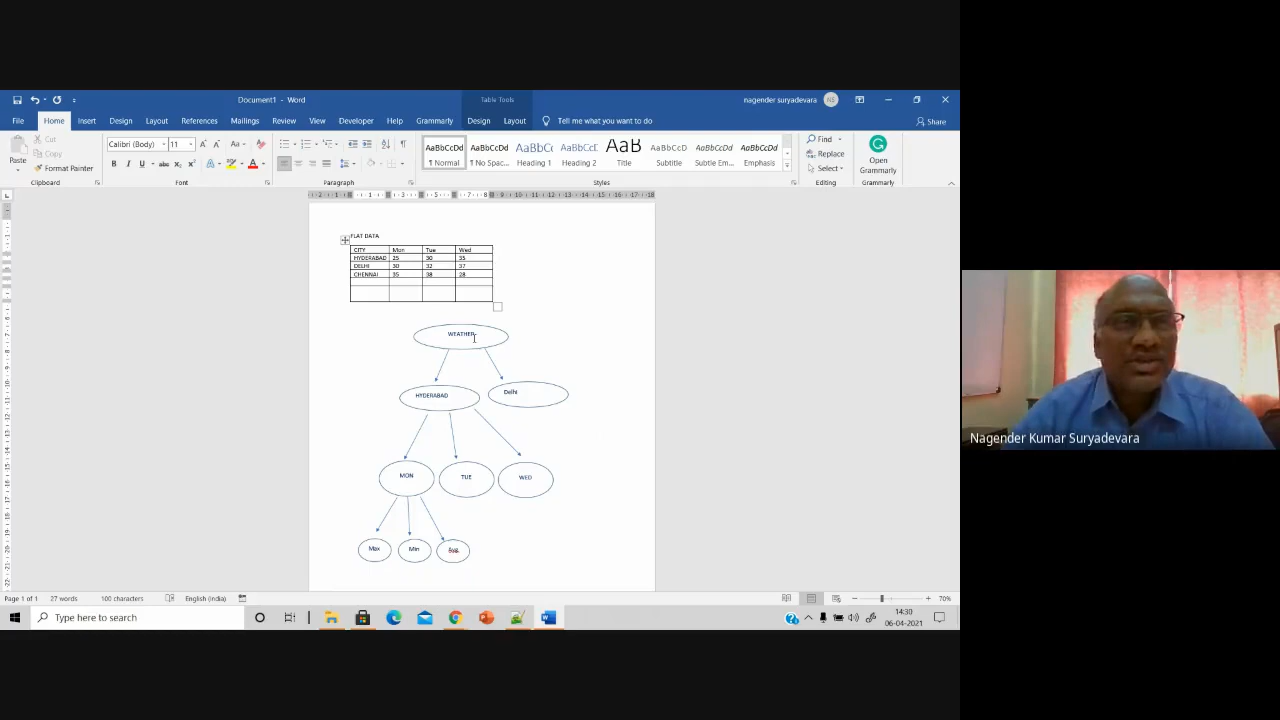 Document1 - Word
Table Tools
nagender suryadevara
NS
File Home Insert Design Layout References Mailings Review View Developer Help Grammarly Design Layout Tell me what you want to do
Share
Paste
Cut
Copy
Format Painter
Calibri (Body) 11
AaBbCcDd AaBbCcDd AaBbCc AaBbCcE AaB AaBbCcD AaBbCcDd AaBbCcDd
¶ Normal ¶ No Spac... Heading 1 Heading 2 Title Subtitle Subtle Em... Emphasis
Find
Replace
Select
Open
Grammarly
Clipboard Font Paragraph Styles Editing Grammarly
FLAT DATA
CITY Mon Tue Wed
HYDERABAD 25 30 35
DELHI 30 32 37
CHENNAI 35 38 28
WEATHER
HYDERABAD Delhi
MON TUE WED
Max Min
Nagender Kumar Suryadevara
Page 1 of 1 27 words 100 characters English (India) 70%
Type here to search
14:30
06-04-2021